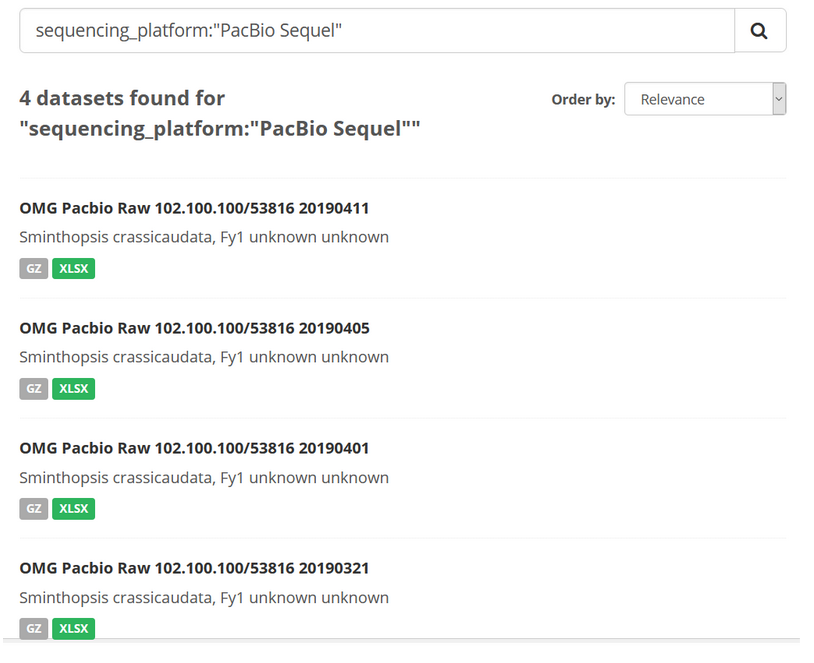 sequencing_platform:"PacBio Sequel"
4 datasets found for
"sequencing_platform:"PacBio Sequel""
Order by: Relevance
OMG Pacbio Raw 102.100.100/53816 20190411
Sminthopsis crassicaudata, Fy1 unknown unknown
GZ XLSX
OMG Pacbio Raw 102.100.100/53816 20190405
Sminthopsis crassicaudata, Fy1 unknown unknown
GZ XLSX
OMG Pacbio Raw 102.100.100/53816 20190401
Sminthopsis crassicaudata, Fy1 unknown unknown
GZ XLSX
OMG Pacbio Raw 102.100.100/53816 20190321
Sminthopsis crassicaudata, Fy1 unknown unknown
GZ XLSX